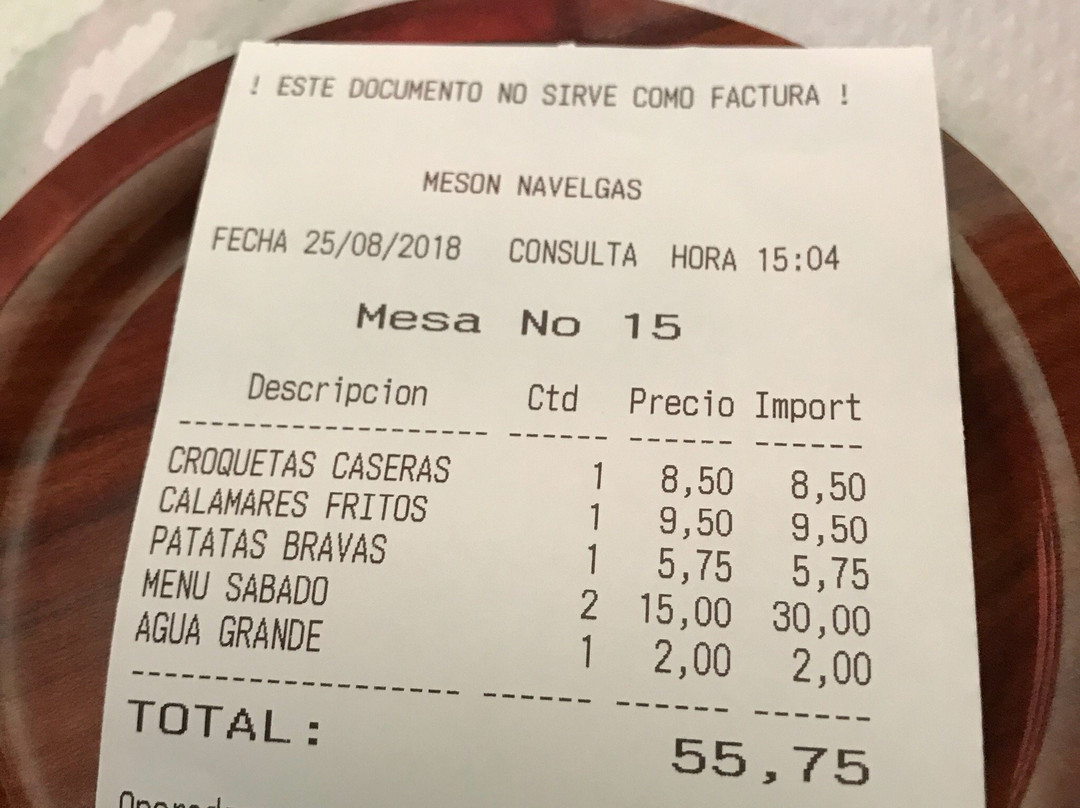 ! ESTE DOCUMENTO NO SIRVE COMO FACTURA !
MESON NAVELGAS
FECHA 25/08/2018 CONSULTA HORA 15:04
Mesa No 15
Descripcion Ctd Precio Import
CROQUETAS CASERAS 1 8,50 8,50
CALAMARES FRITOS 1 9,50 9,50
PATATAS BRAVAS 1 5,75 5,75
MENU SABADO 2 15,00 30,00
AGUA GRANDE 1 2,00 2,00
TOTAL: 55,75